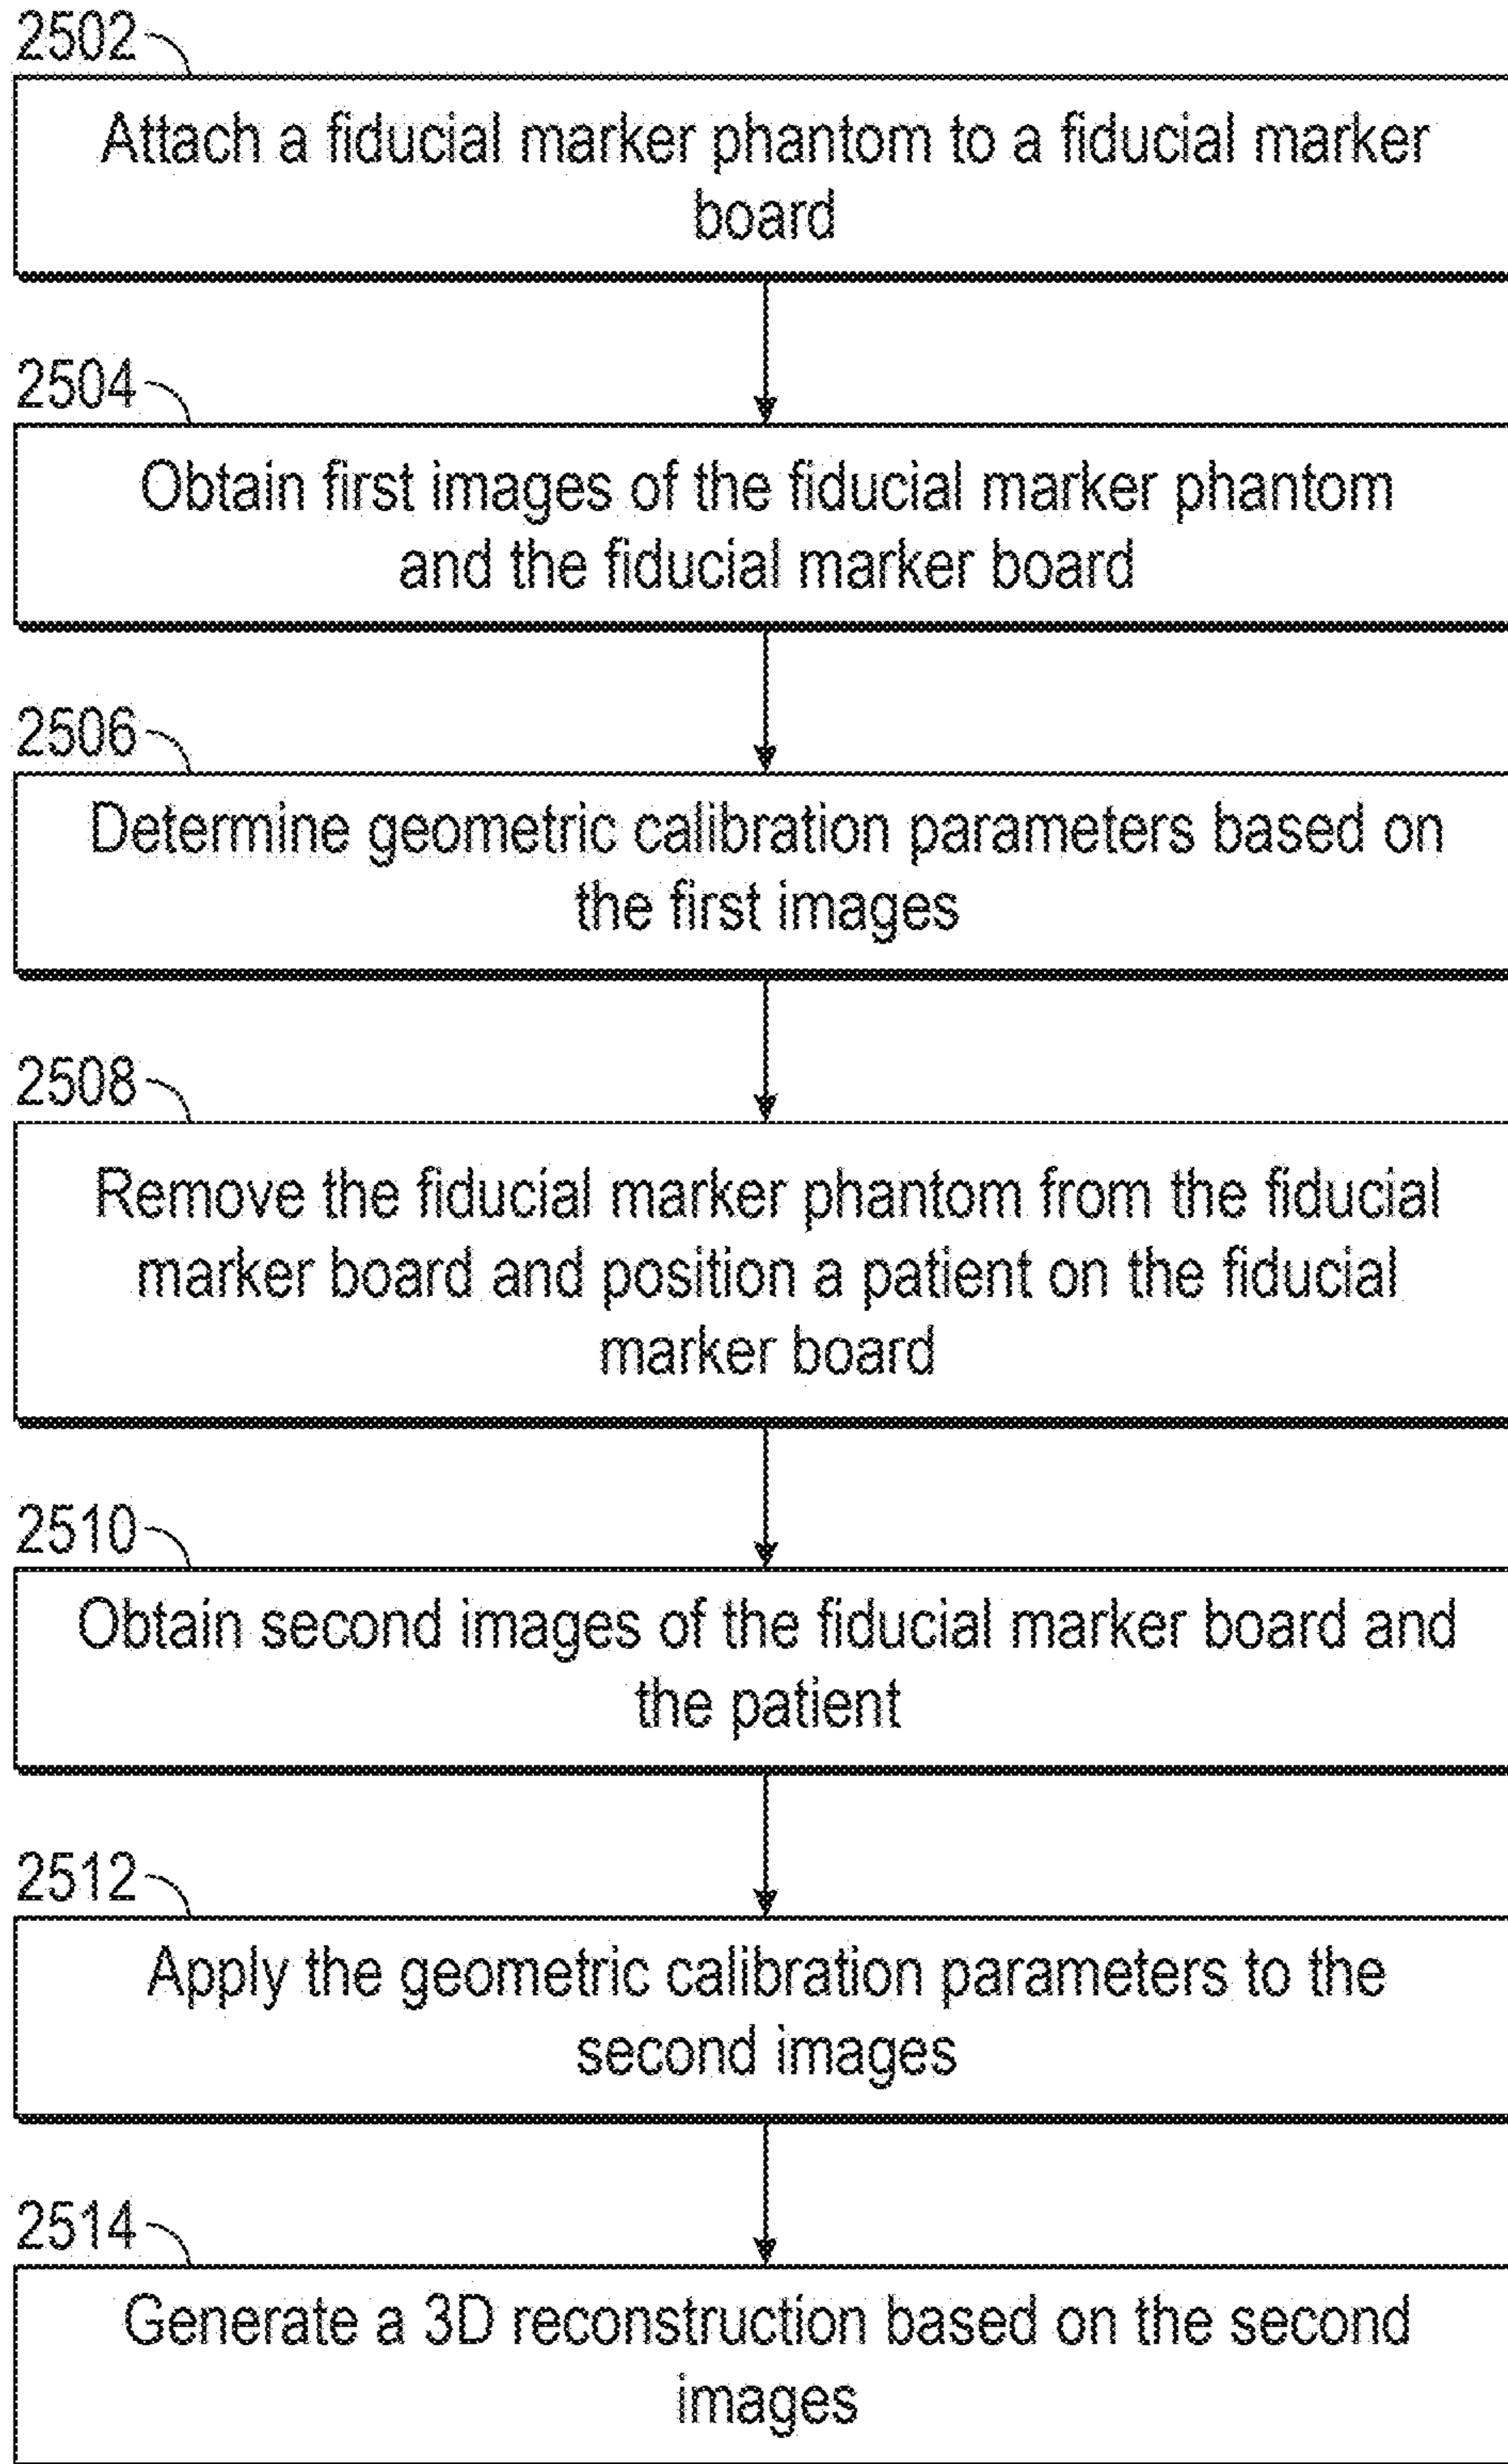 2502
Attach a fiducial marker phantom to a fiducial marker
board
2504
Obtain first images of the fiducial marker phantom
and the fiducial marker board
2506
Determine geometric calibration parameters based on
the first images
2508
Remove the fiducial marker phantom from the fiducial
marker board and position a patient on the fiducial
marker board
2510
Obtain second images of the fiducial marker board and
the patient
2512
Apply the geometric calibration parameters to the
second images
2514
Generate a 3D reconstruction based on the second
images